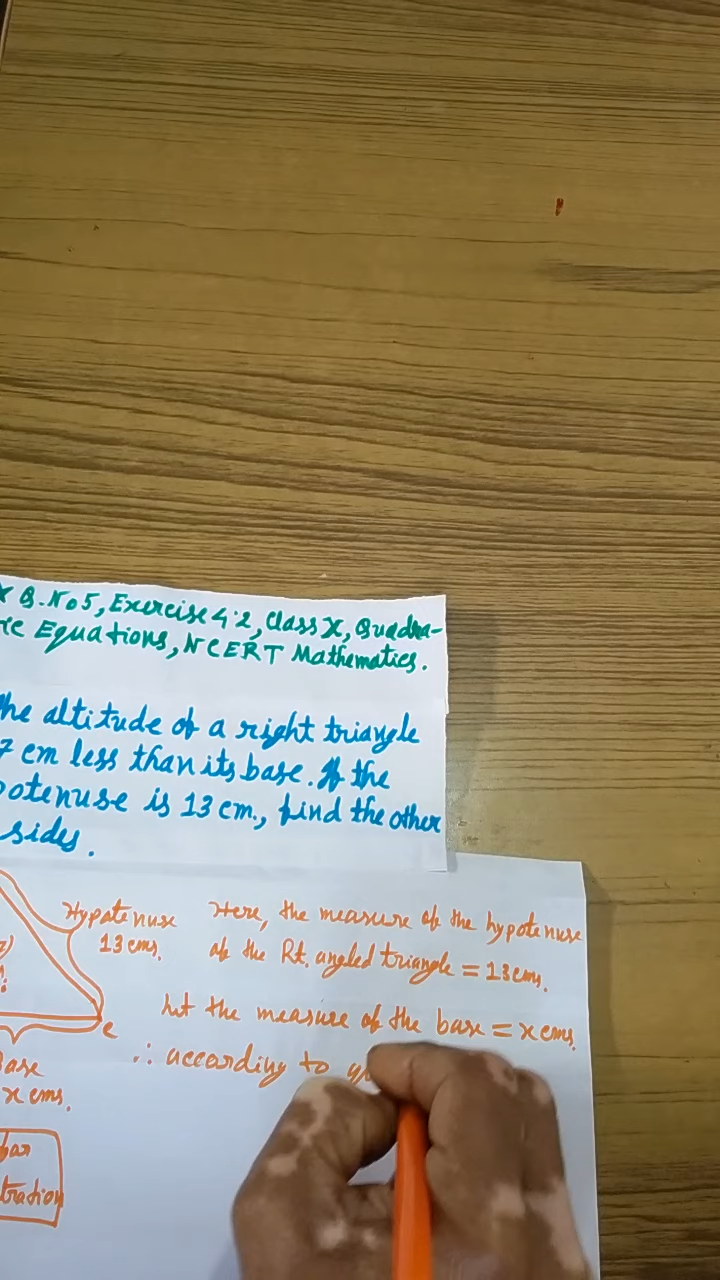 Q.No5, Exercise 4.2, Class X, Quadra-
Equations, NCERT Mathematics.
The altitude of a right triangle
7 cm less than its base. If the
potenuse is 13 cm., find the other
sides.
Hypotenuse
13 cms.
Here, the measure of the hypotenuse
of the Rt. angled triangle = 13 cms.
Let the measure of the base = x cms.
∴ according to
C
Base
x cms.